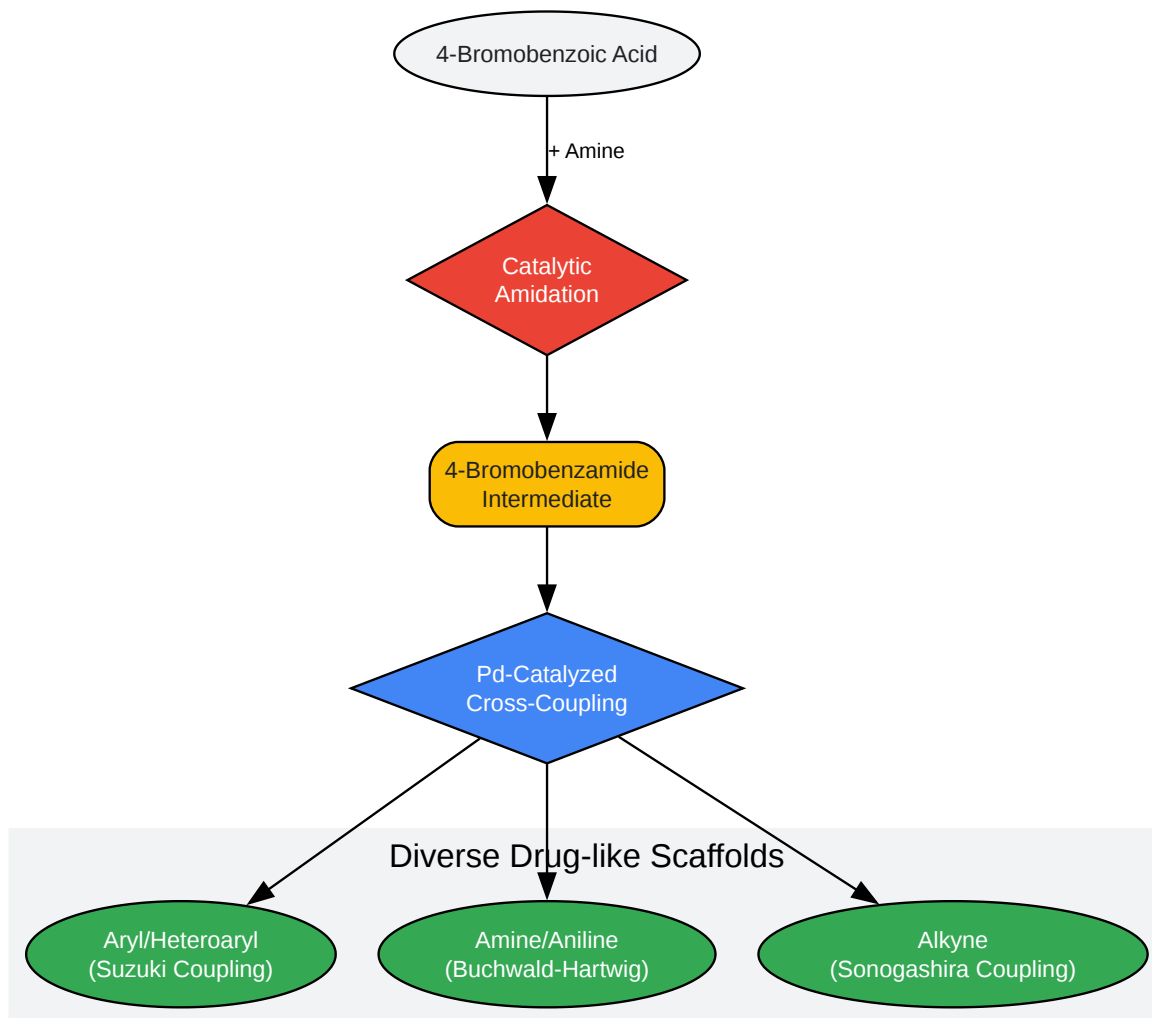 4-Bromobenzoic Acid
+ Amine
Catalytic
Amidation
4-Bromobenzamide
Intermediate
Pd-Catalyzed
Cross-Coupling
Diverse Drug-like Scaffolds
Aryl/Heteroaryl
(Suzuki Coupling)
Amine/Aniline
(Buchwald-Hartwig)
Alkyne
(Sonogashira Coupling)